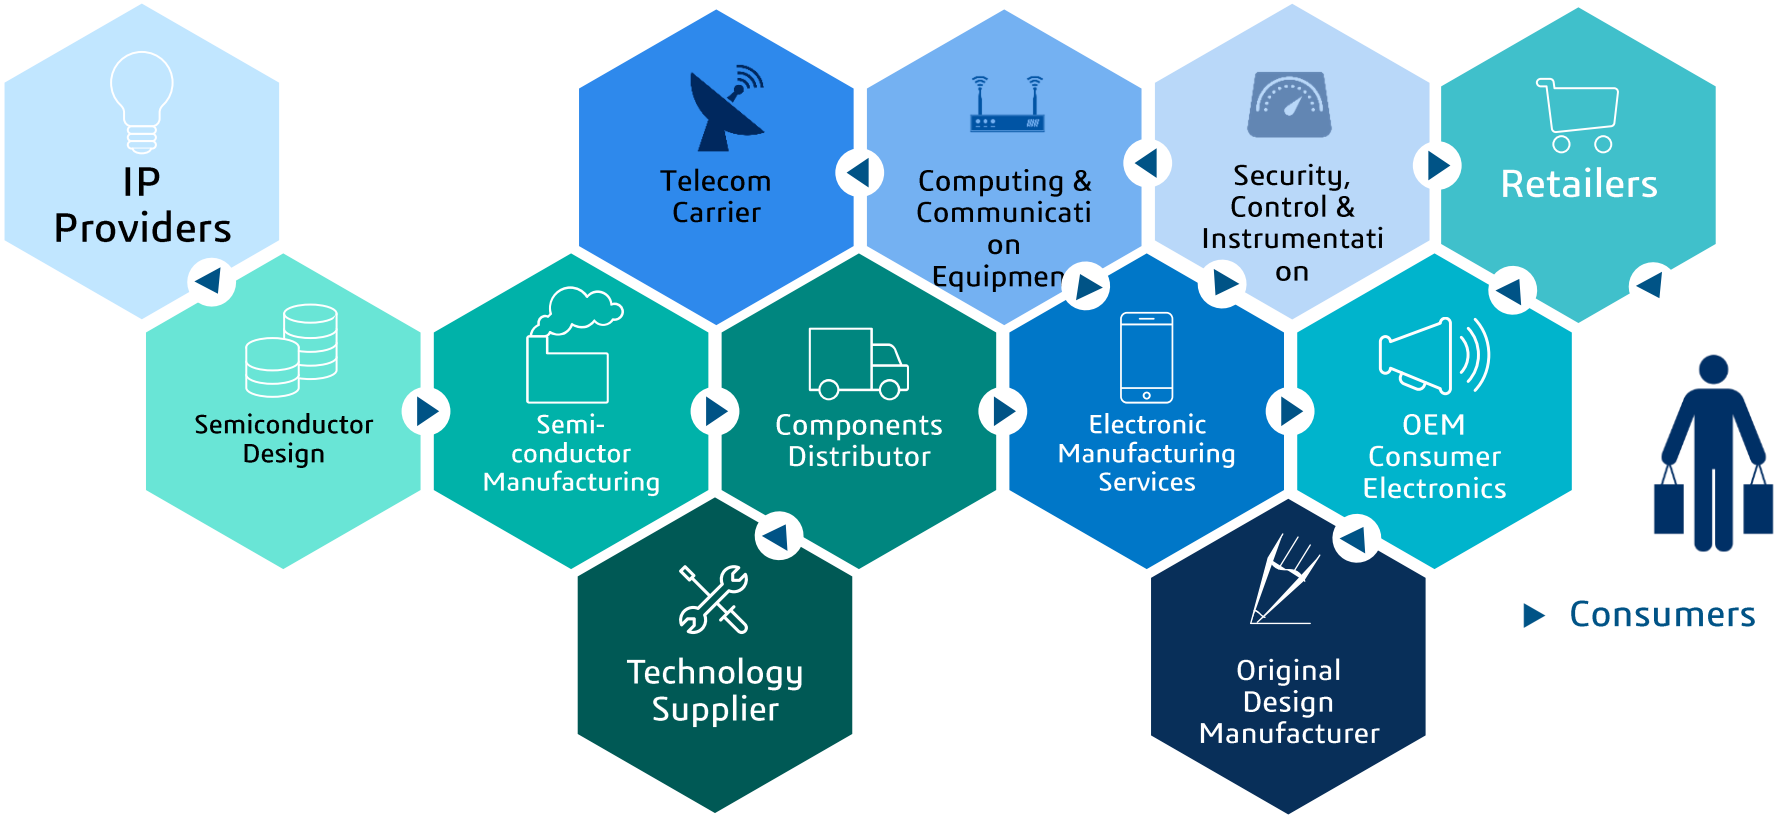 IP
Providers
Telecom
Carrier
Computing &
Communicati
on
Equipmen
Security,
Control &
Instrumentati
on
Retailers
Semiconductor
Design
Semi-
conductor
Manufacturing
Components
Distributor
Electronic
Manufacturing
Services
OEM
Consumer
Electronics
Technology
Supplier
Original
Design
Manufacturer
Consumers